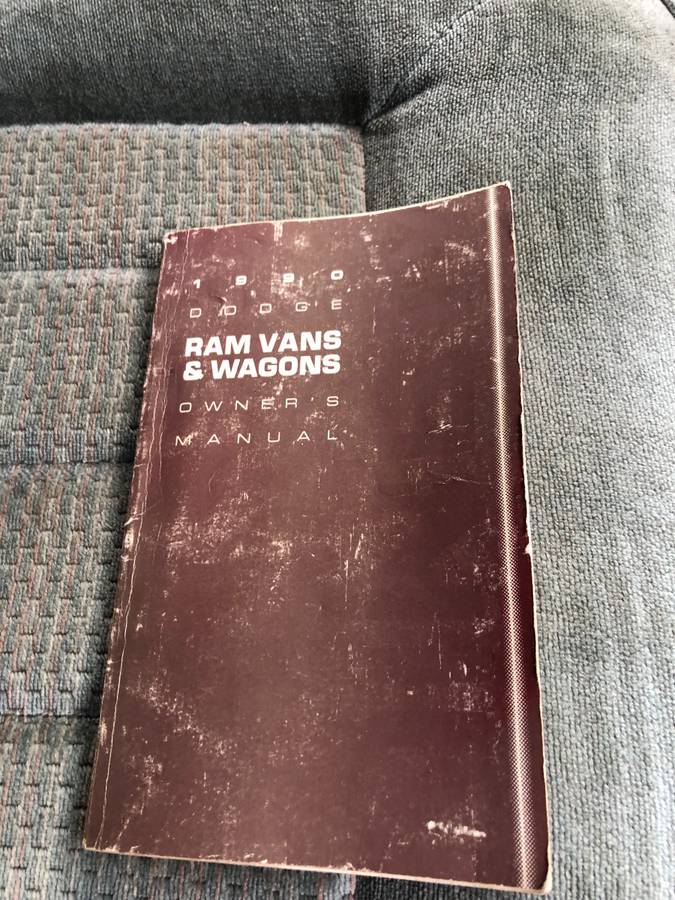 1990
DODGE
RAM VANS
& WAGONS
OWNER'S
MANUAL